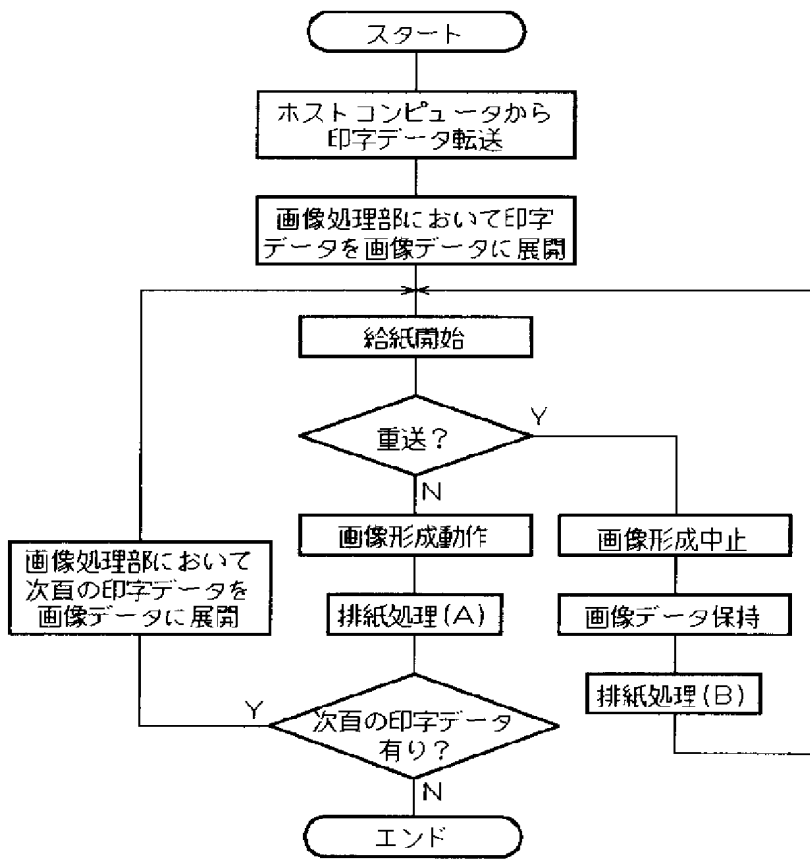 スタート
ホストコンピュータから
印字データ転送
画像処理部において印字
データを画像データに展開
給紙開始
重送?
Y
N
画像形成動作
画像形成中止
画像処理部において
次頁の印字データを
画像データに展開
排紙処理(A)
画像データ保持
排紙処理(B)
Y
次頁の印字データ
有り?
N
エンド